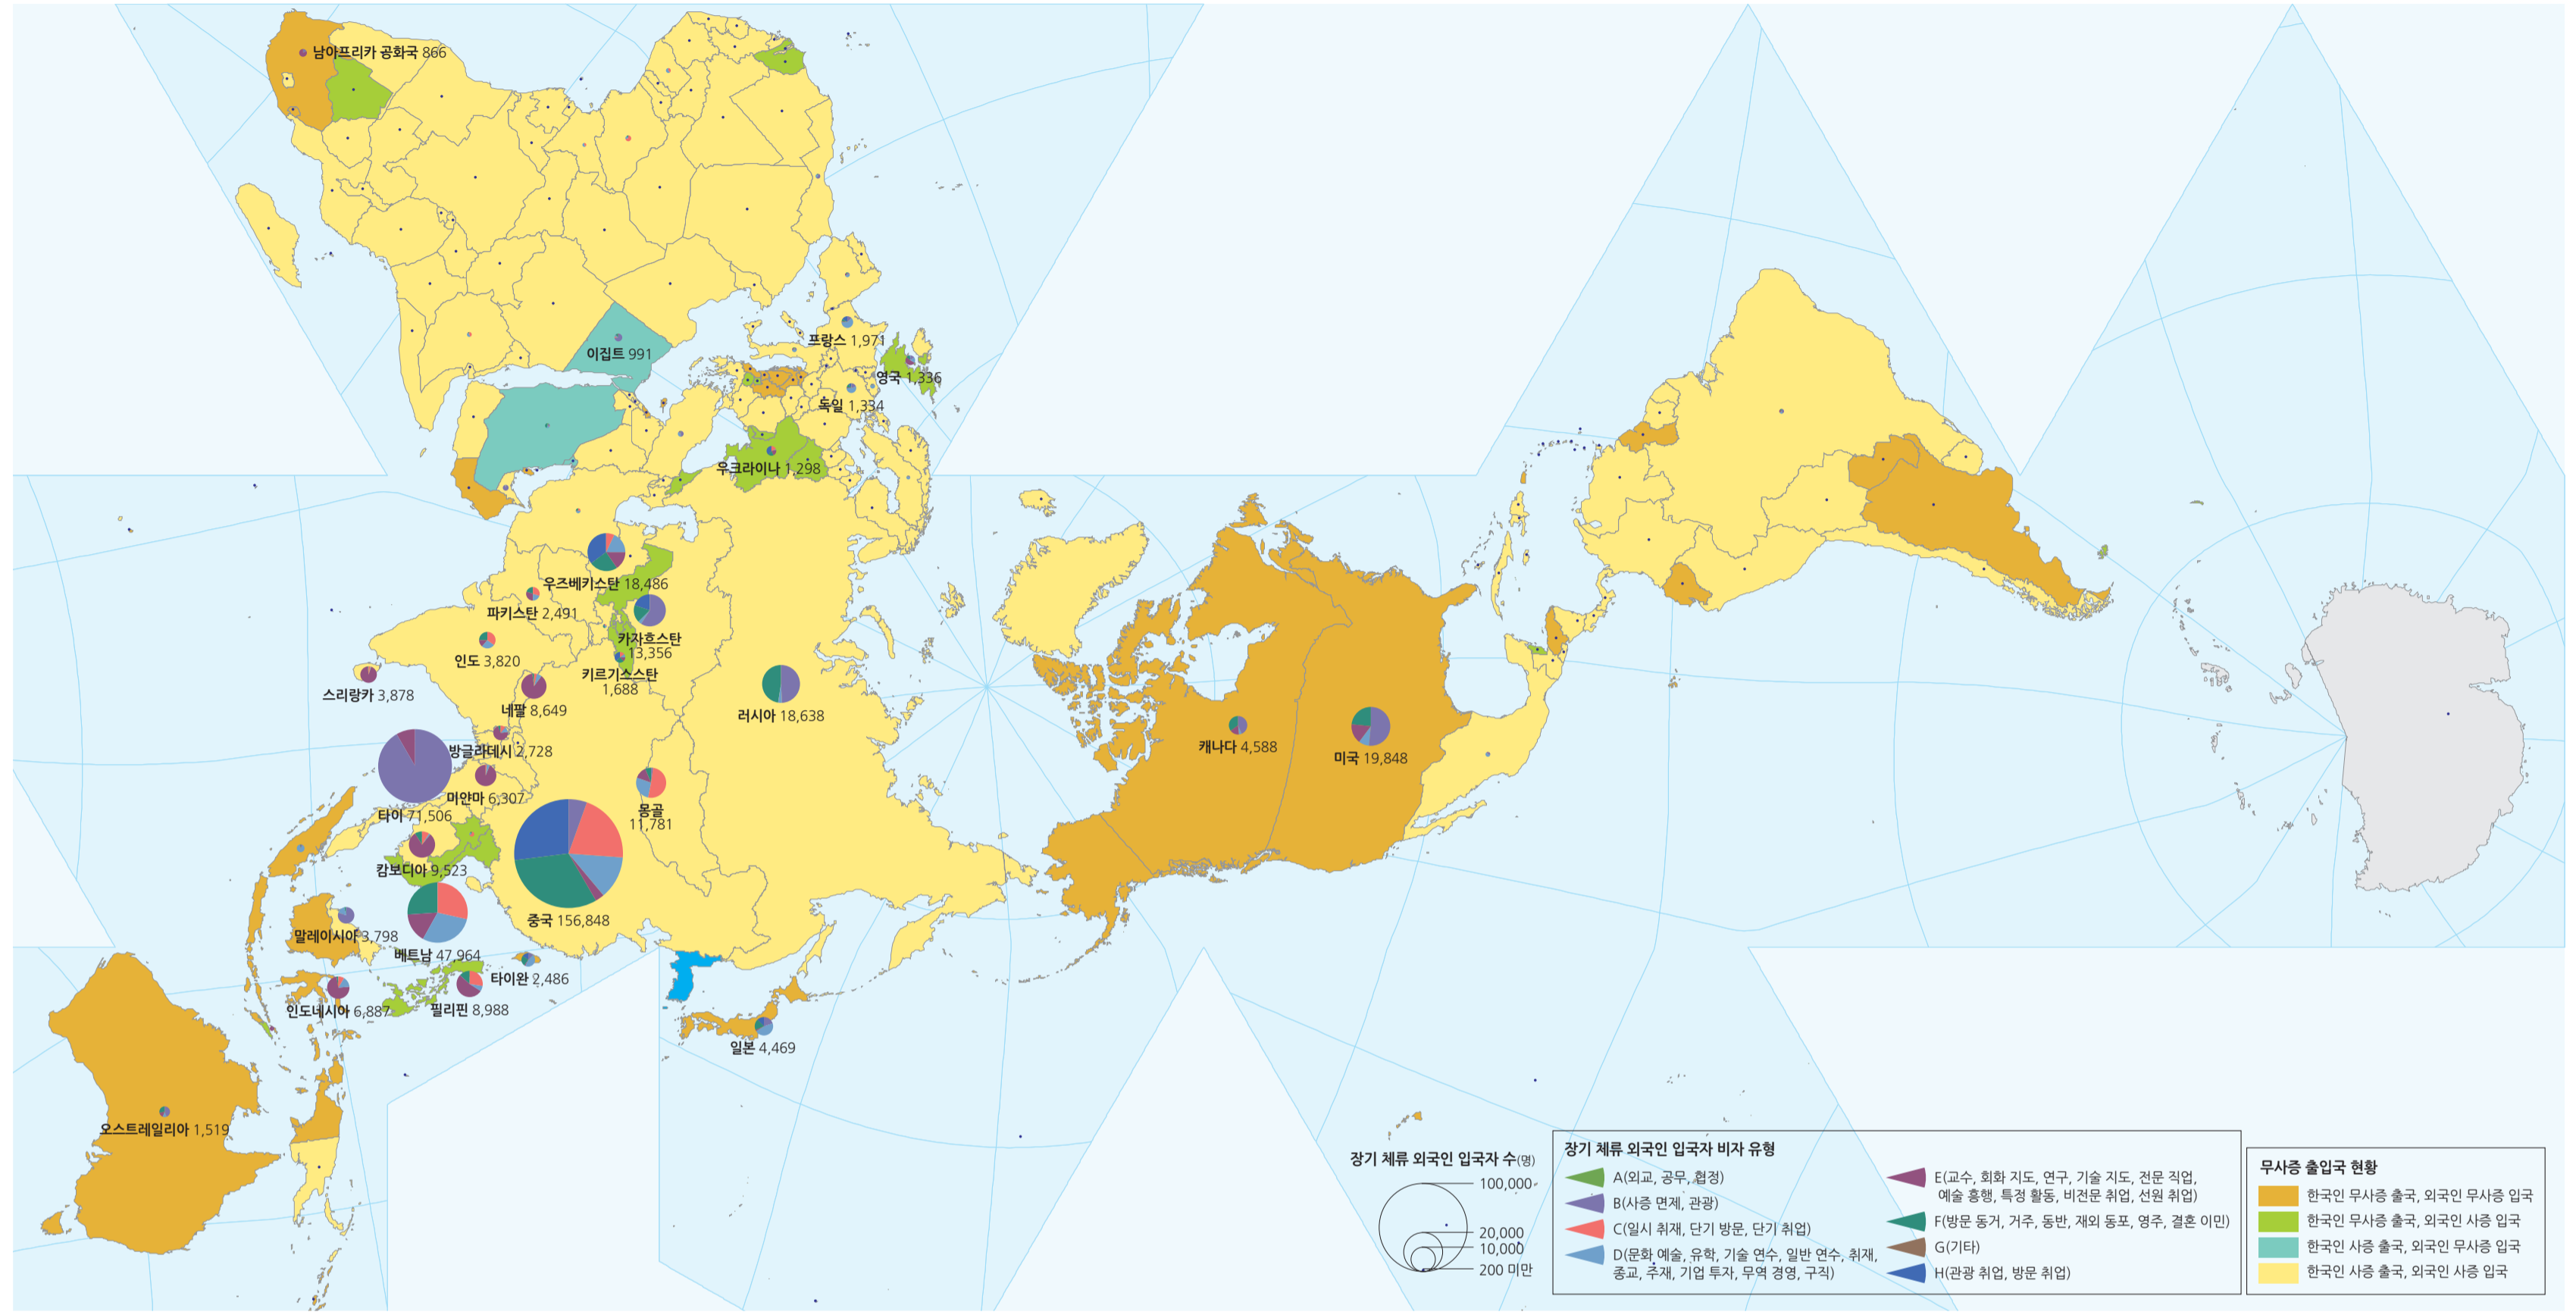 남아프리카 공화국 866
이집트 991
프랑스 1,971
영국 1,336
독일 1,334
우크라이나 1,298
우즈베키스탄 18,486
파키스탄 2,491
카자흐스탄
13,356
인도 3,820
키르기스스탄
1,688
스리랑카 3,878
네팔 8,649
러시아 18,638
방글라데시 2,728
캐나다 4,588
미국 19,848
미얀마 6,307
타이 71,506
몽골
11,781
캄보디아 9,523
중국 156,848
말레이시아 3,798
베트남 47,964
타이완 2,486
인도네시아 6,887
필리핀 8,988
일본 4,469
오스트레일리아 1,519
장기 체류 외국인 입국자 수(명)
100,000
20,000
10,000
200 미만
장기 체류 외국인 입국자 비자 유형
A(외교, 공무, 협정)
B(사증 면제, 관광)
C(일시 취재, 단기 방문, 단기 취업)
D(문화 예술, 유학, 기술 연수, 일반 연수, 취재,
종교, 주재, 기업 투자, 무역 경영, 구직)
E(교수, 회화 지도, 연구, 기술 지도, 전문 직업,
예술 흥행, 특정 활동, 비전문 취업, 선원 취업)
F(방문 동거, 거주, 동반, 재외 동포, 영주, 결혼 이민)
G(기타)
H(관광 취업, 방문 취업)
무사증 출입국 현황
한국인 무사증 출국, 외국인 무사증 입국
한국인 무사증 출국, 외국인 사증 입국
한국인 사증 출국, 외국인 무사증 입국
한국인 사증 출국, 외국인 사증 입국